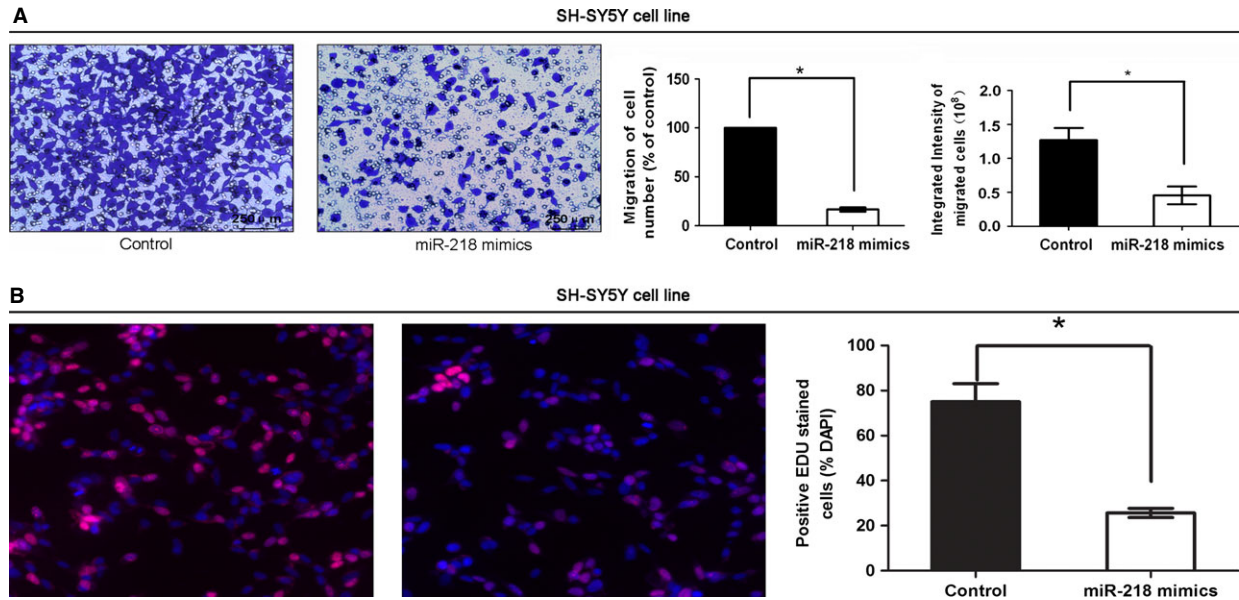 A
SH-SY5Y cell line
250 μm
Control
250 μm
miR-218 mimics
Migration of cell
number (% of control)
150
100
50
0
*
Control
miR-218 mimics
Integrated Intensity of
migrated cells (10⁸)
2.0
1.5
1.0
0.5
0.0
*
Control
miR-218 mimics
B
SH-SY5Y cell line
Positive EDU stained
cells (% DAPI)
100
80
60
40
20
0
*
Control
miR-218 mimics